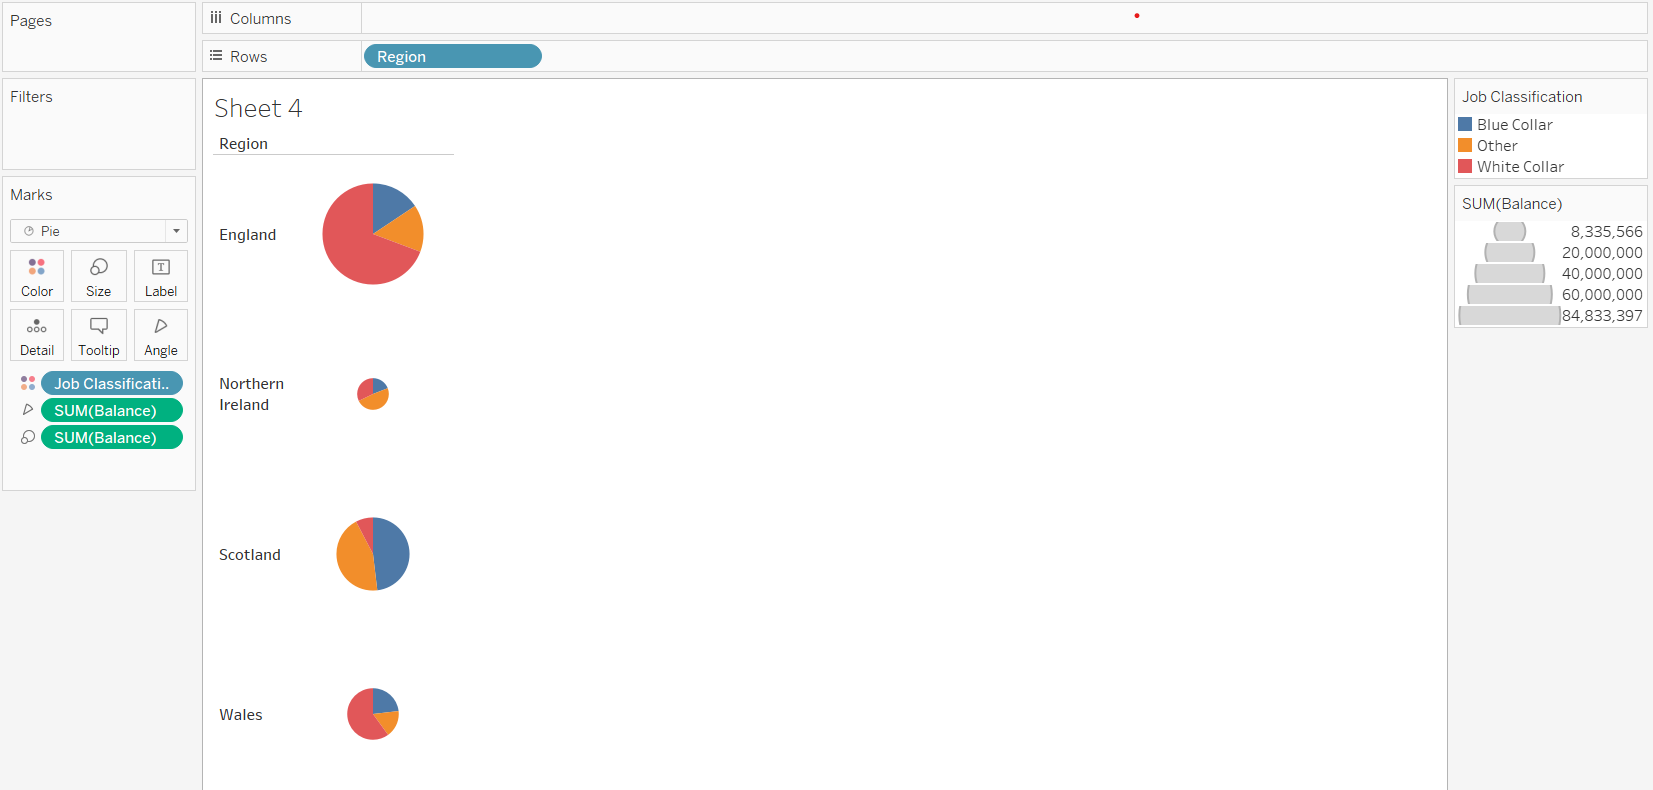 Pages
Columns
Rows
Region
Filters
Marks
Pie
Color
Size
Label
Detail
Tooltip
Angle
Job Classificati..
SUM(Balance)
SUM(Balance)
Sheet 4
Region
England
Northern
Ireland
Scotland
Wales
Job Classification
Blue Collar
Other
White Collar
SUM(Balance)
8,335,566
20,000,000
40,000,000
60,000,000
84,833,397